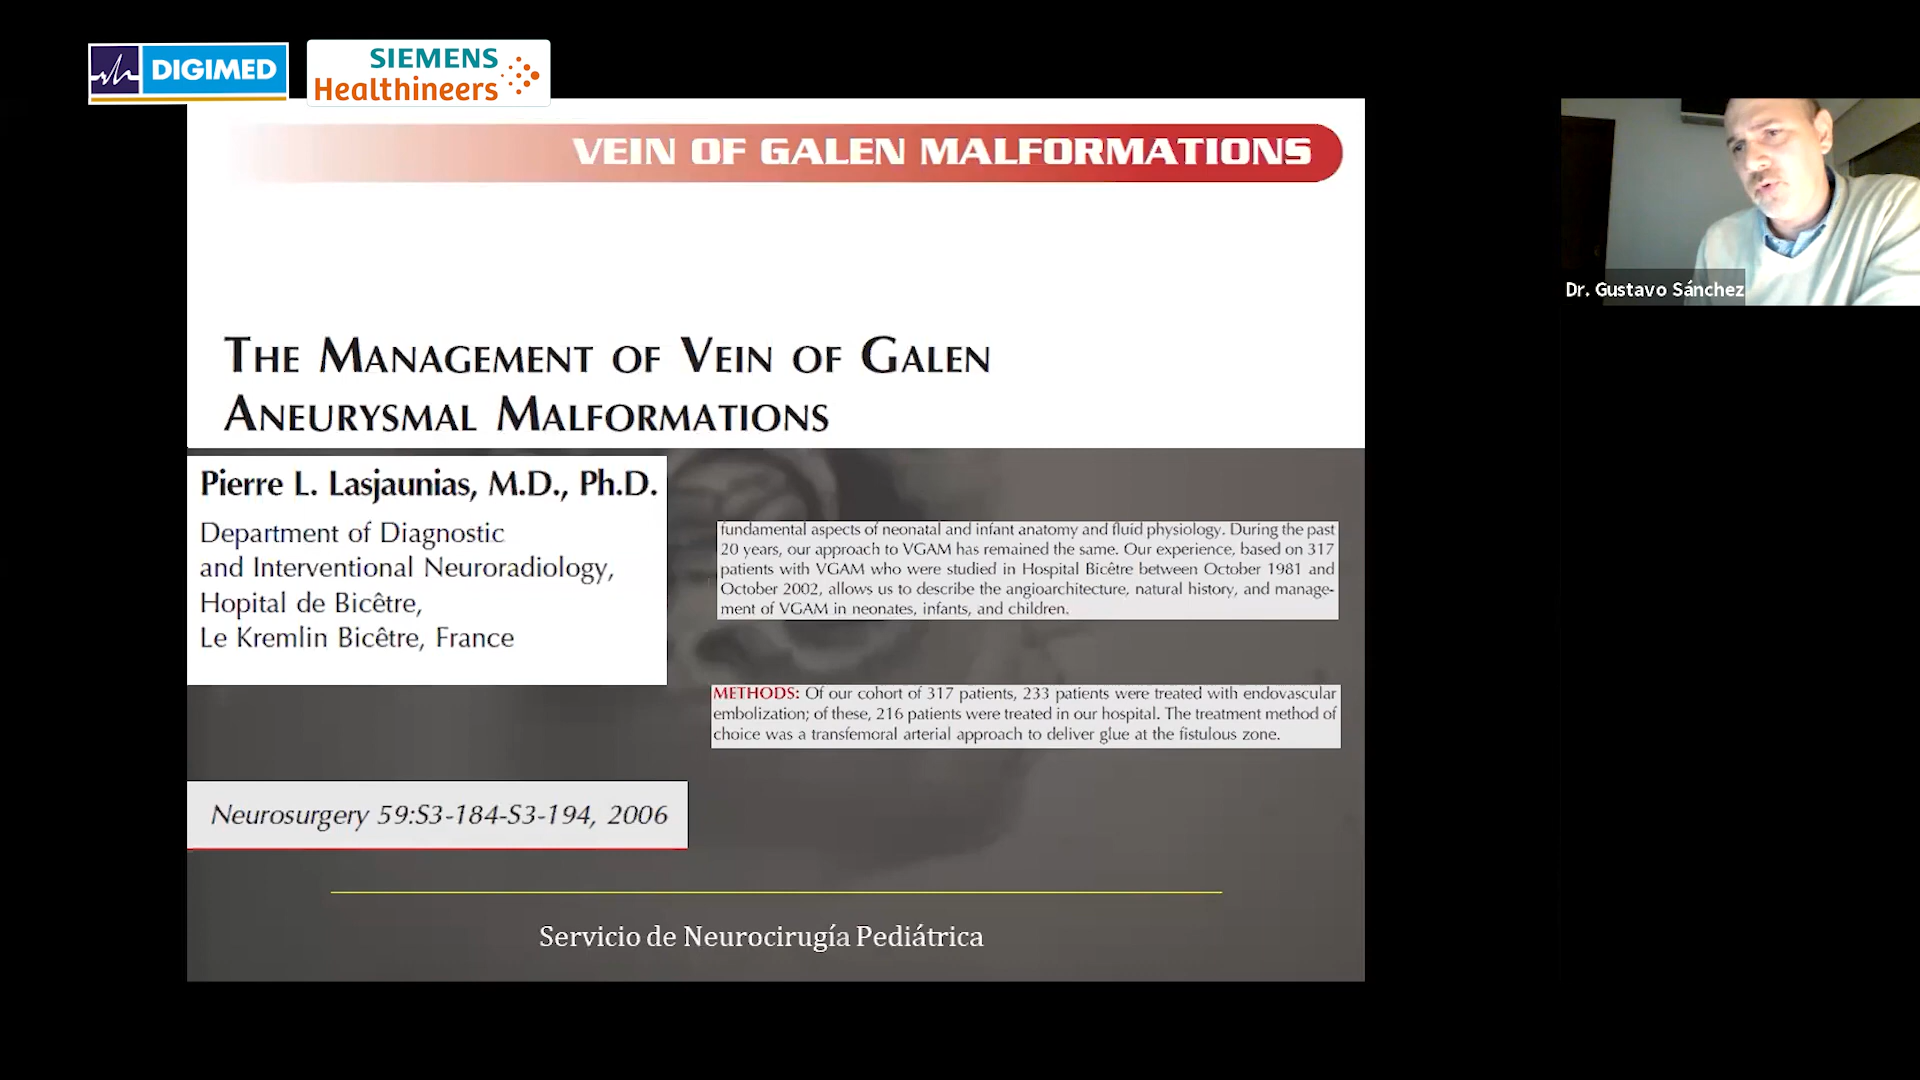 DIGIMED
SIEMENS
Healthineers
VEIN OF GALEN MALFORMATIONS
THE MANAGEMENT OF VEIN OF GALEN
ANEURYSMAL MALFORMATIONS
Pierre L. Lasjaunias, M.D., Ph.D.
Department of Diagnostic
and Interventional Neuroradiology,
Hopital de Bicêtre,
Le Kremlin Bicêtre, France
fundamental aspects of neonatal and infant anatomy and fluid physiology. During the past
20 years, our approach to VGAM has remained the same. Our experience, based on 317
patients with VGAM who were studied in Hospital Bicêtre between October 1981 and
October 2002, allows us to describe the angioarchitecture, natural history, and manage-
ment of VGAM in neonates, infants, and children.
METHODS: Of our cohort of 317 patients, 233 patients were treated with endovascular
embolization; of these, 216 patients were treated in our hospital. The treatment method of
choice was a transfemoral arterial approach to deliver glue at the fistulous zone.
Neurosurgery 59:S3-184-S3-194, 2006
Servicio de Neurocirugía Pediátrica
Dr. Gustavo Sánchez